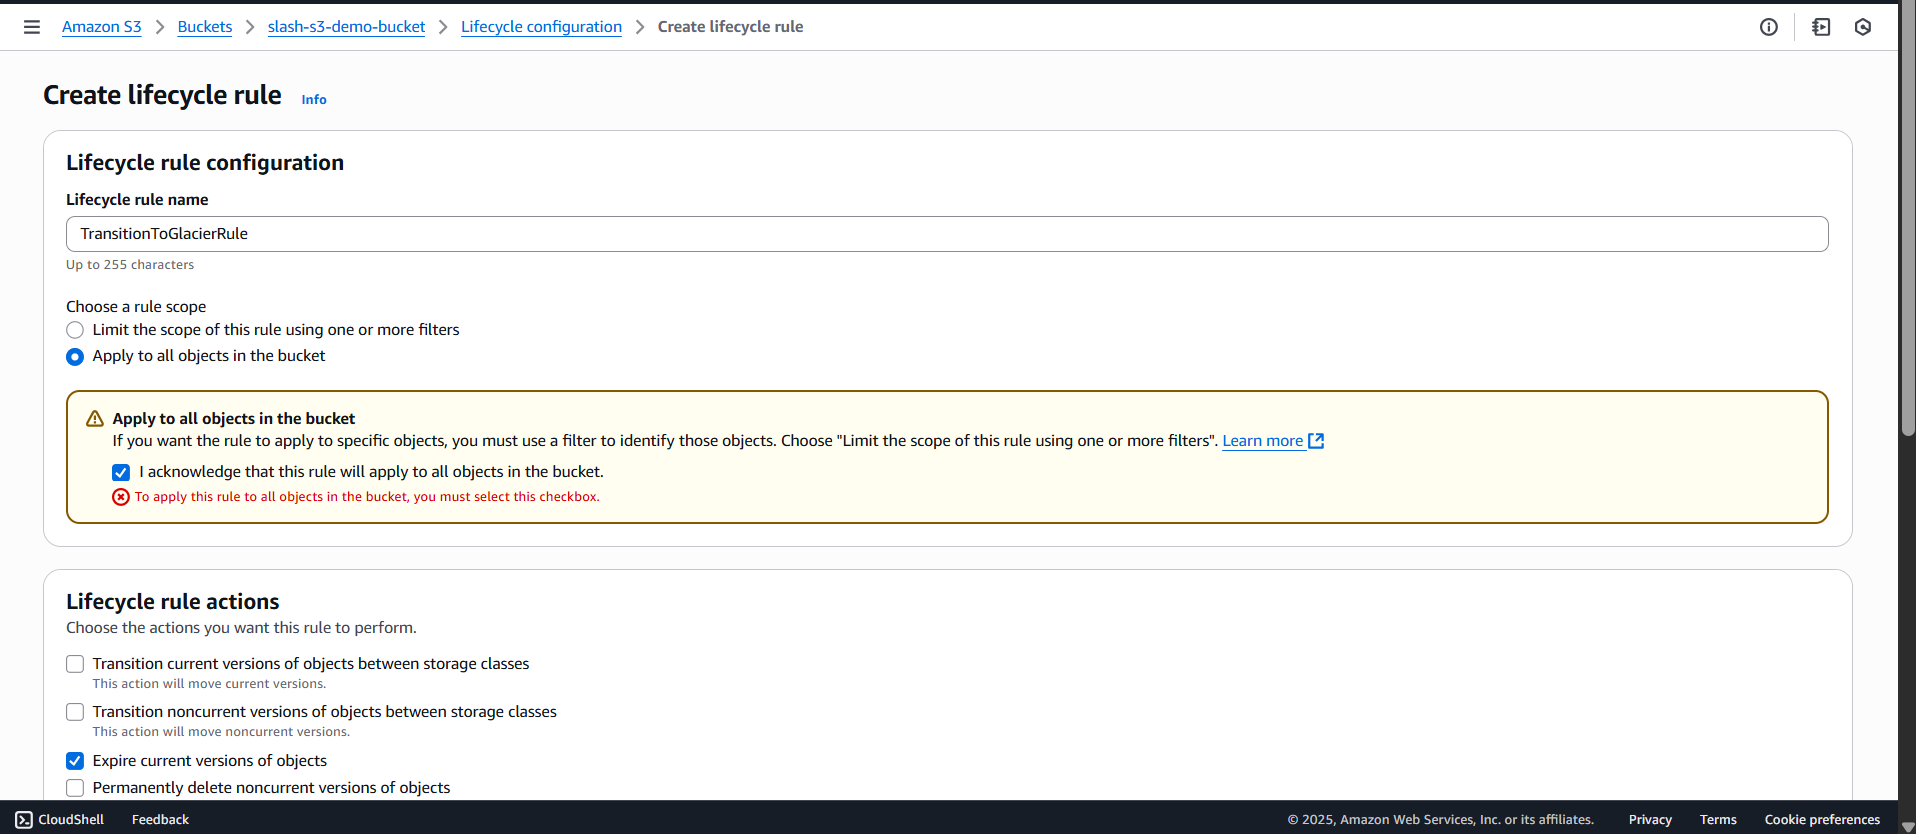 Amazon S3 > Buckets > slash-s3-demo-bucket > Lifecycle configuration > Create lifecycle rule
Create lifecycle rule Info
Lifecycle rule configuration
Lifecycle rule name
TransitionToGlacierRule
Up to 255 characters
Choose a rule scope
Limit the scope of this rule using one or more filters
Apply to all objects in the bucket
Apply to all objects in the bucket
If you want the rule to apply to specific objects, you must use a filter to identify those objects. Choose "Limit the scope of this rule using one or more filters". Learn more
I acknowledge that this rule will apply to all objects in the bucket.
To apply this rule to all objects in the bucket, you must select this checkbox.
Lifecycle rule actions
Choose the actions you want this rule to perform.
Transition current versions of objects between storage classes
This action will move current versions.
Transition noncurrent versions of objects between storage classes
This action will move noncurrent versions.
Expire current versions of objects
Permanently delete noncurrent versions of objects
CloudShell Feedback © 2025, Amazon Web Services, Inc. or its affiliates. Privacy Terms Cookie preferences